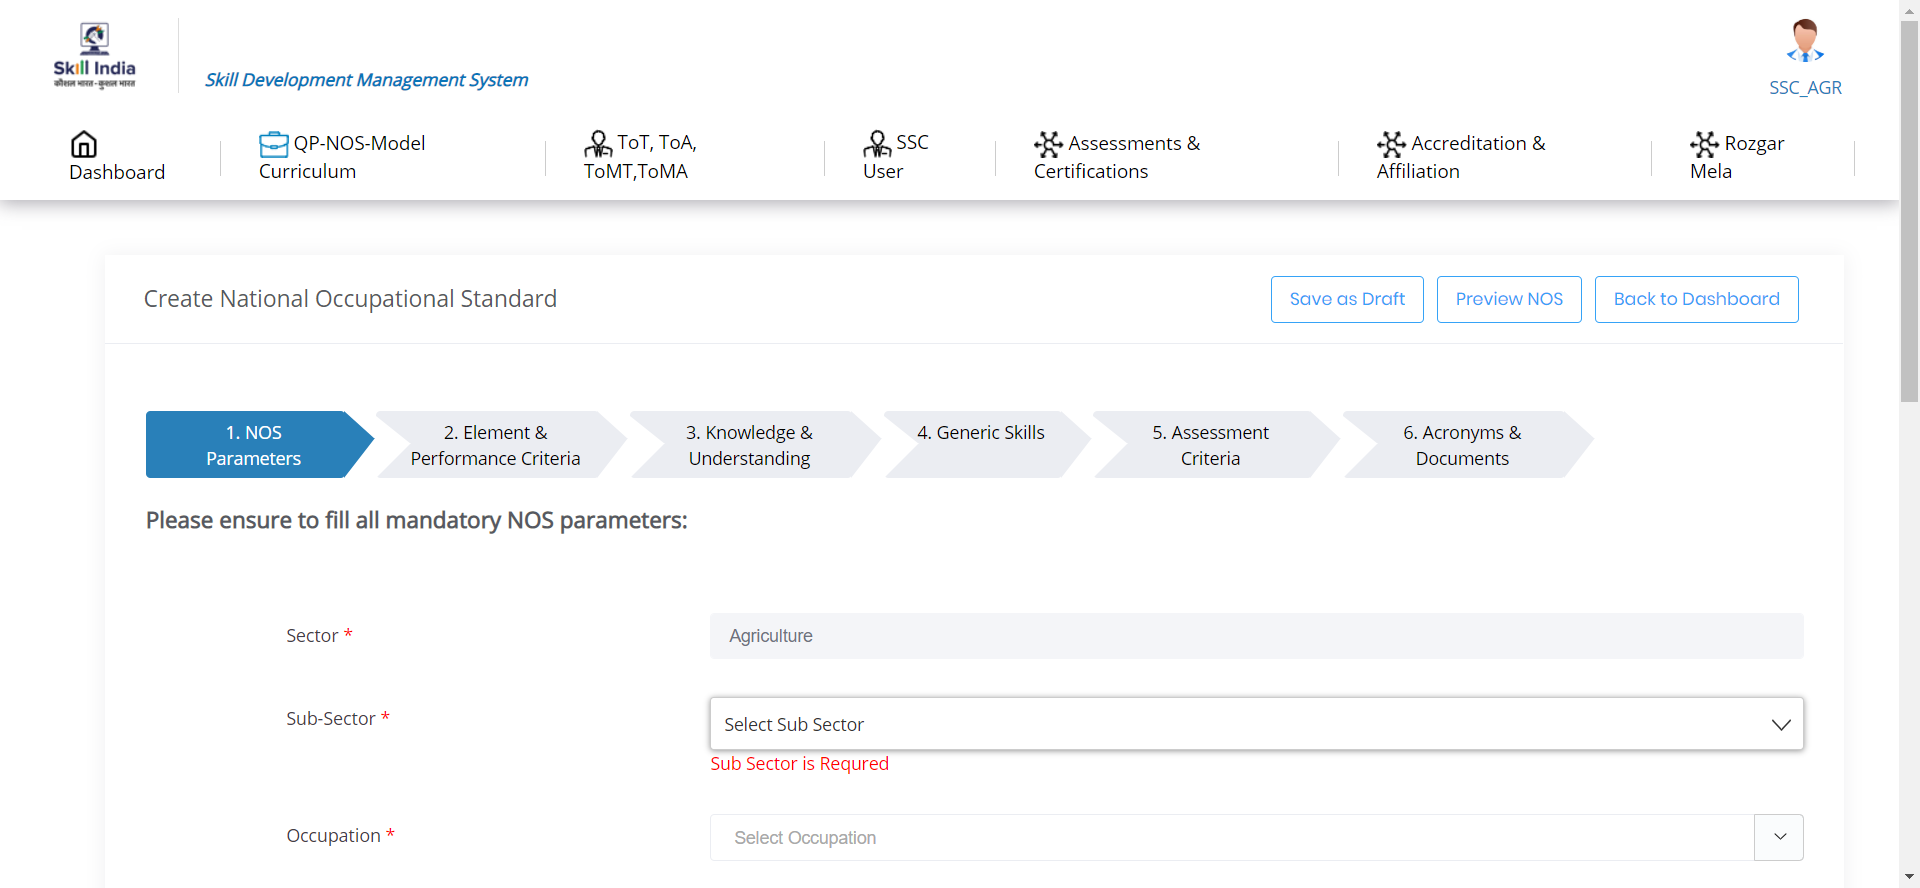 Skill India
कौशल भारत - कुशल भारत
Skill Development Management System
SSC_AGR
Dashboard
QP-NOS-Model
Curriculum
ToT, ToA,
ToMT,ToMA
SSC
User
Assessments &
Certifications
Accreditation &
Affiliation
Rozgar
Mela
Create National Occupational Standard
Save as Draft
Preview NOS
Back to Dashboard
1. NOS
Parameters
2. Element &
Performance Criteria
3. Knowledge &
Understanding
4. Generic Skills
5. Assessment
Criteria
6. Acronyms &
Documents
Please ensure to fill all mandatory NOS parameters:
Sector *
Agriculture
Sub-Sector *
Select Sub Sector
Sub Sector is Requred
Occupation *
Select Occupation